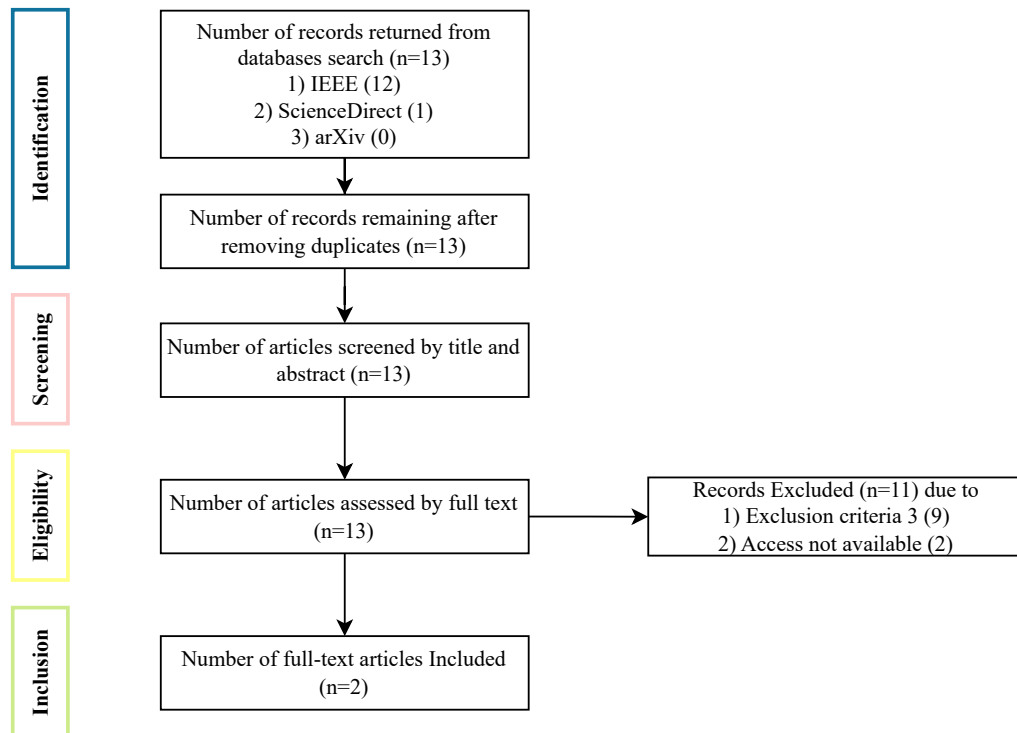 Identification
Number of records returned from
databases search (n=13)
1) IEEE (12)
2) ScienceDirect (1)
3) arXiv (0)
Number of records remaining after
removing duplicates (n=13)
Screening
Number of articles screened by title and
abstract (n=13)
Eligibility
Number of articles assessed by full text
(n=13)
Records Excluded (n=11) due to
1) Exclusion criteria 3 (9)
2) Access not available (2)
Inclusion
Number of full-text articles Included
(n=2)